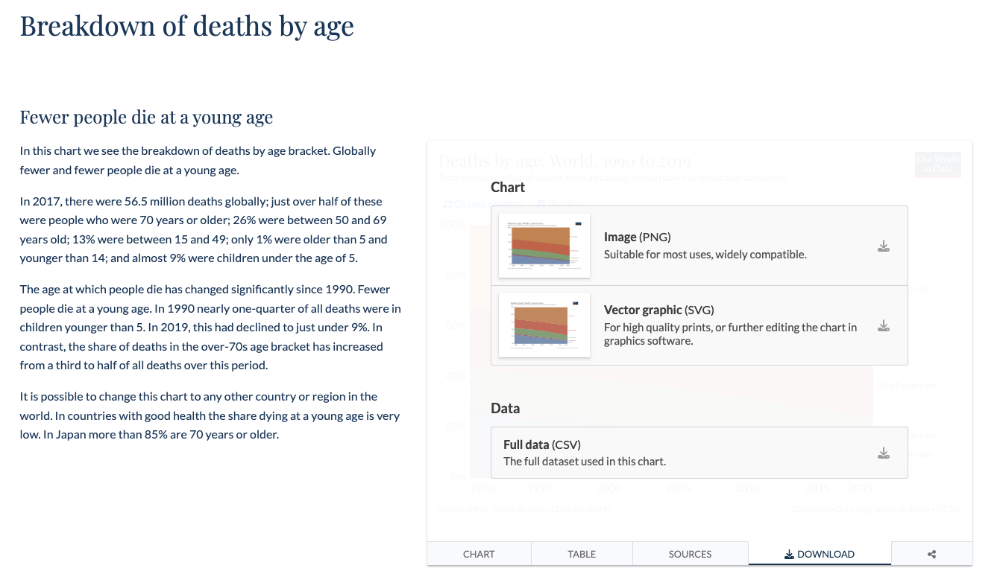 Breakdown of deaths by age
Fewer people die at a young age
In this chart we see the breakdown of deaths by age bracket. Globally
fewer and fewer people die at a young age.
In 2017, there were 56.5 million deaths globally; just over half of these
were people who were 70 years or older; 26% were between 50 and 69
years old; 13% were between 15 and 49; only 1% were older than 5 and
younger than 14; and almost 9% were children under the age of 5.
The age at which people die has changed significantly since 1990. Fewer
people die at a young age. In 1990 nearly one-quarter of all deaths were in
children younger than 5. In 2019, this had declined to just under 9%. In
contrast, the share of deaths in the over-70s age bracket has increased
from a third to half of all deaths over this period.
It is possible to change this chart to any other country or region in the
world. In countries with good health the share dying at a young age is very
low. In Japan more than 85% are 70 years or older.
Deaths by age, World, 1990 to 2019
Our World
in Data
Total annual number of deaths from all causes, broken down by broad age categories.
Chart
Change country
Relative
100%
Image (PNG)
Suitable for most uses, widely compatible.
80%
Vector graphic (SVG)
For high quality prints, or further editing the chart in
graphics software.
60%
40%
50-69 years old
Data
20%
Full data (CSV)
The full dataset used in this chart.
0%
1990 1995 2000 2005 2010 2015 2019
Source: IHME, Global Burden of Disease (2019)
OurWorldInData.org/causes-of-death • CC BY
CHART
TABLE
SOURCES
DOWNLOAD